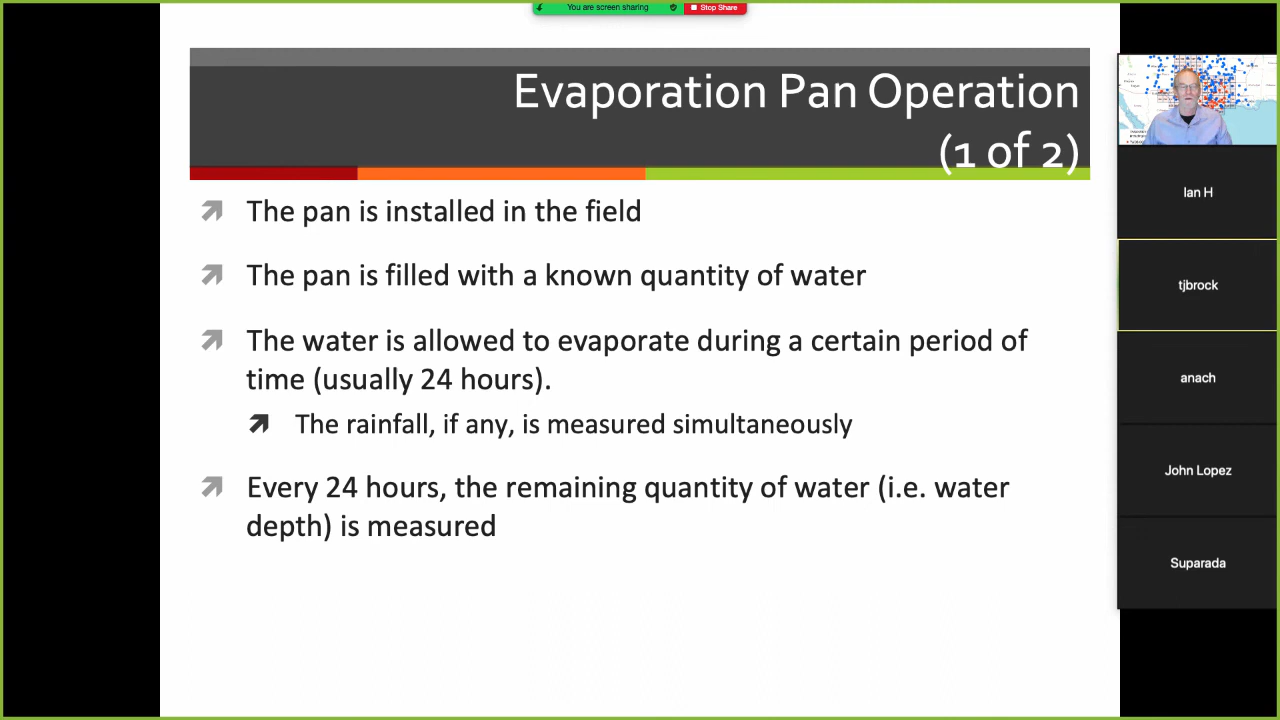 You are screen sharing
Stop Share
Evaporation Pan Operation
(1 of 2)
The pan is installed in the field
The pan is filled with a known quantity of water
The water is allowed to evaporate during a certain period of
time (usually 24 hours).
The rainfall, if any, is measured simultaneously
Every 24 hours, the remaining quantity of water (i.e. water
depth) is measured
Ian H
tjbrock
anach
John Lopez
Suparada